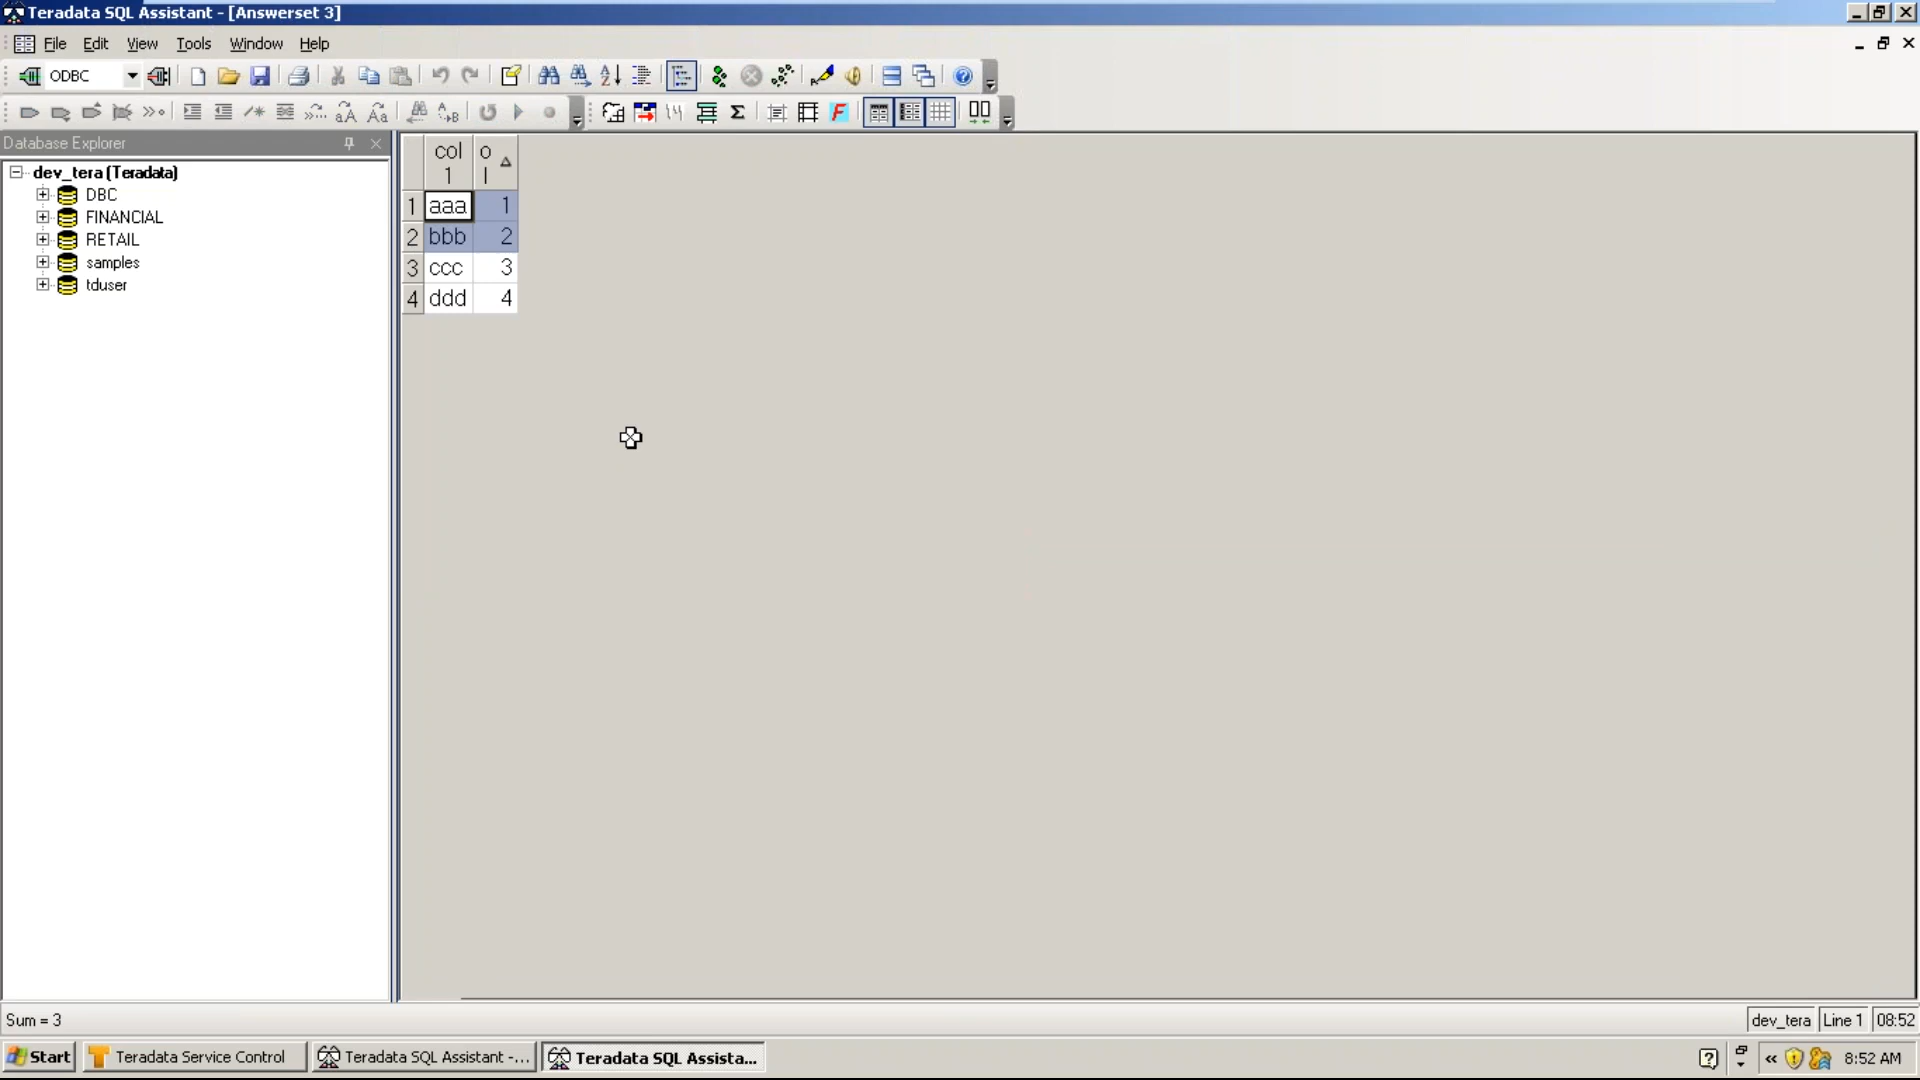 Teradata SQL Assistant - [Answerset 3]
File Edit View Tools Window Help
ODBC
Database Explorer
dev_tera (Teradata)
DBC
FINANCIAL
RETAIL
samples
tduser
col
1
o
l
1 aaa 1
2 bbb 2
3 ccc 3
4 ddd 4
Sum = 3
dev_tera Line 1 08:52
Start Teradata Service Control Teradata SQL Assistant -... Teradata SQL Assista... 8:52 AM